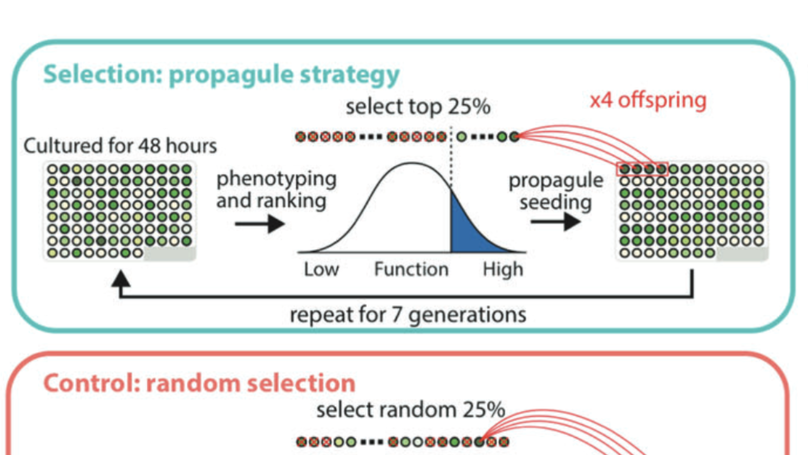 Selection: propagule strategy
select top 25%
x4 offspring
Cultured for 48 hours
phenotyping
and ranking
propagule
seeding
Low Function High
repeat for 7 generations
Control: random selection
select random 25%